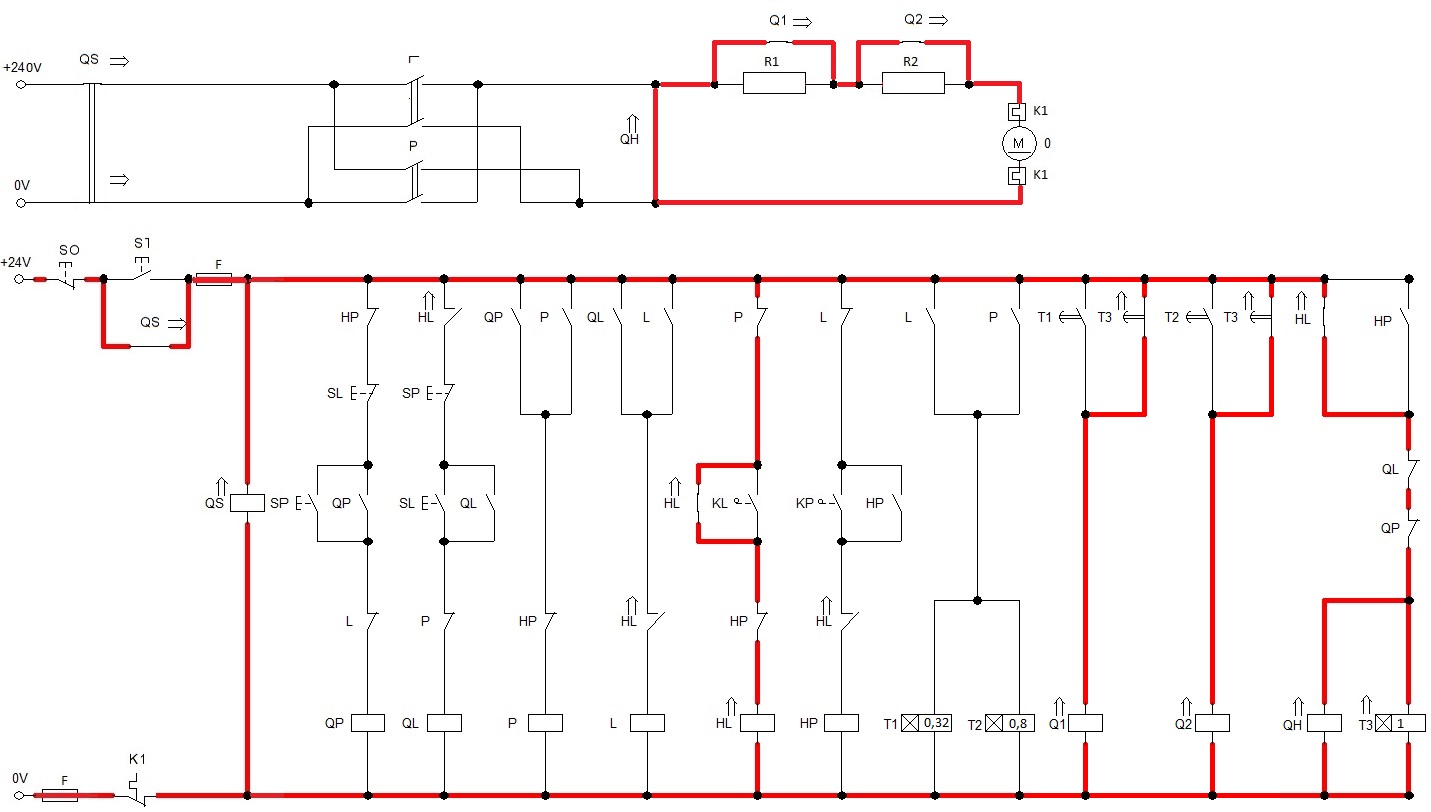 Q1 Q2
QS
+240V R1 R2
K1
QH P M 0
K1
0V
SO S1
+24V F
QS
HP HL QP P QL L P L L P T1 T3 T2 T3 HL HP
SL SP
QL
QS SP QP SL QL HL KL KP HP
QP
L P HP HL HP HL
QP QL P L HL HP T1 0,32 T2 0,8 Q1 Q2 QH T3 1
K1
0V F